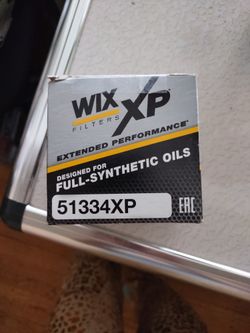 WIX XP
FILTERS
EXTENDED PERFORMANCE
DESIGNED FOR
FULL-SYNTHETIC OILS
51334XP
EAC